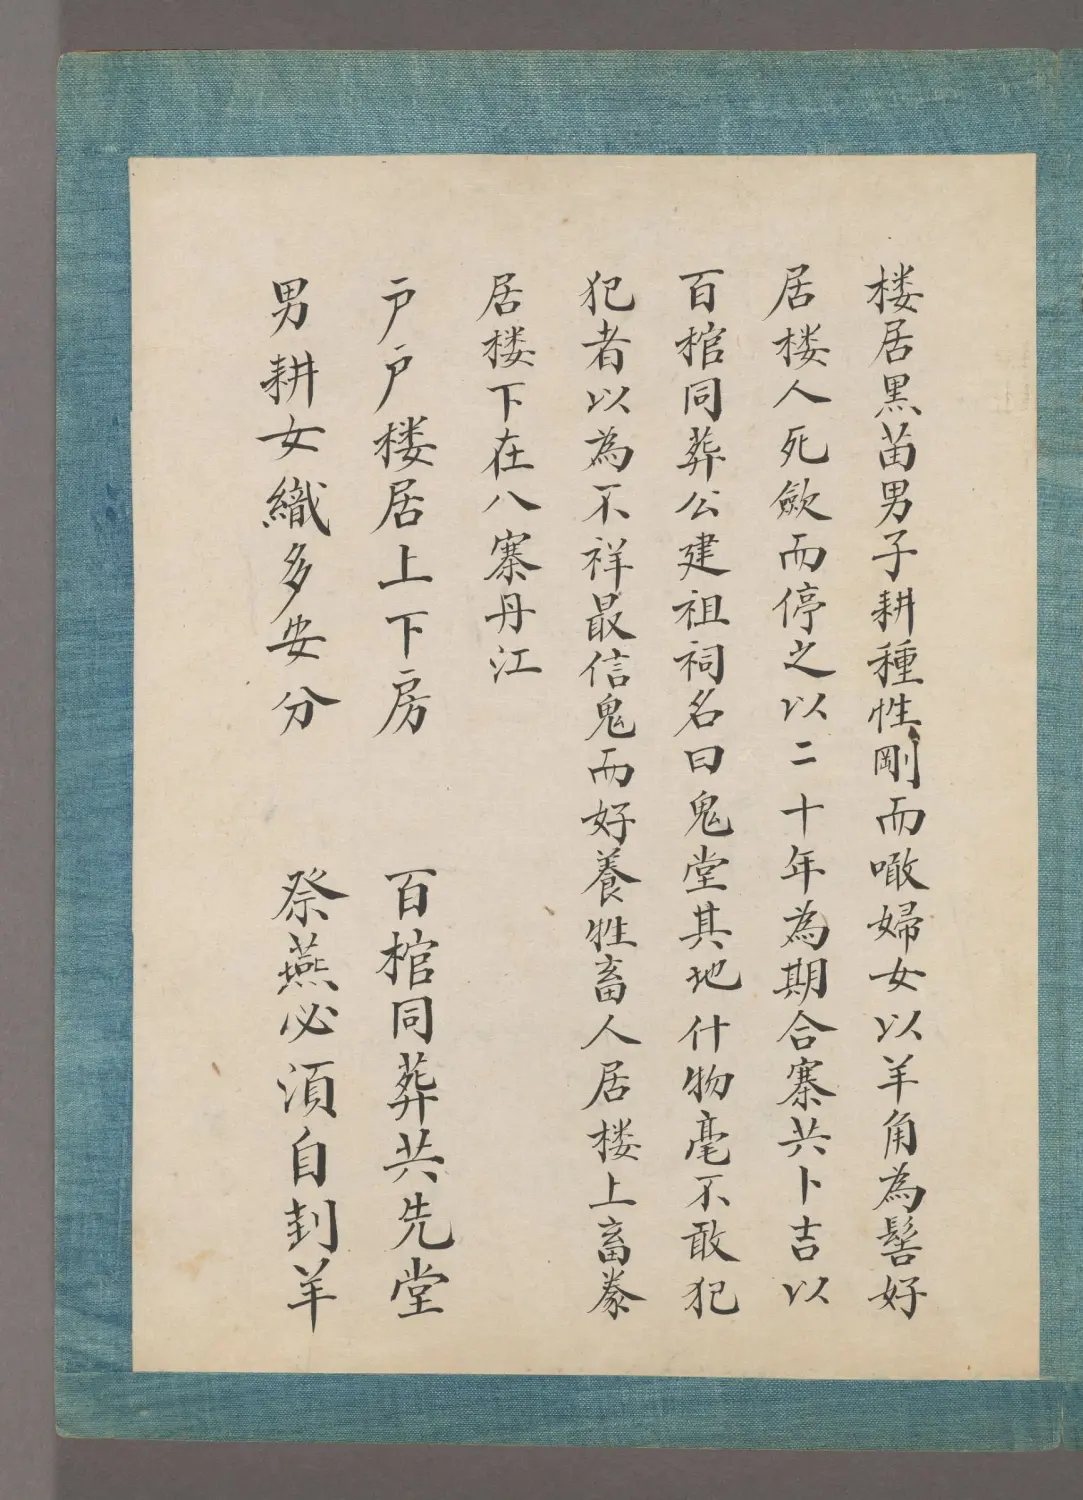 楼居黒苗男子耕種性剛而噉婦女以羊角為髻好
居楼人死歛而停之以二十年為期合寨共卜吉以
百棺同葬公建祖祠名曰鬼堂其地什物毫不敢犯
犯者以為不祥最信鬼而好養牲畜人居楼上畜豢
居楼下在八寨丹江
户户楼居上下房 百棺同葬共先堂
男耕女織多安分 祭燕必須自刲羊